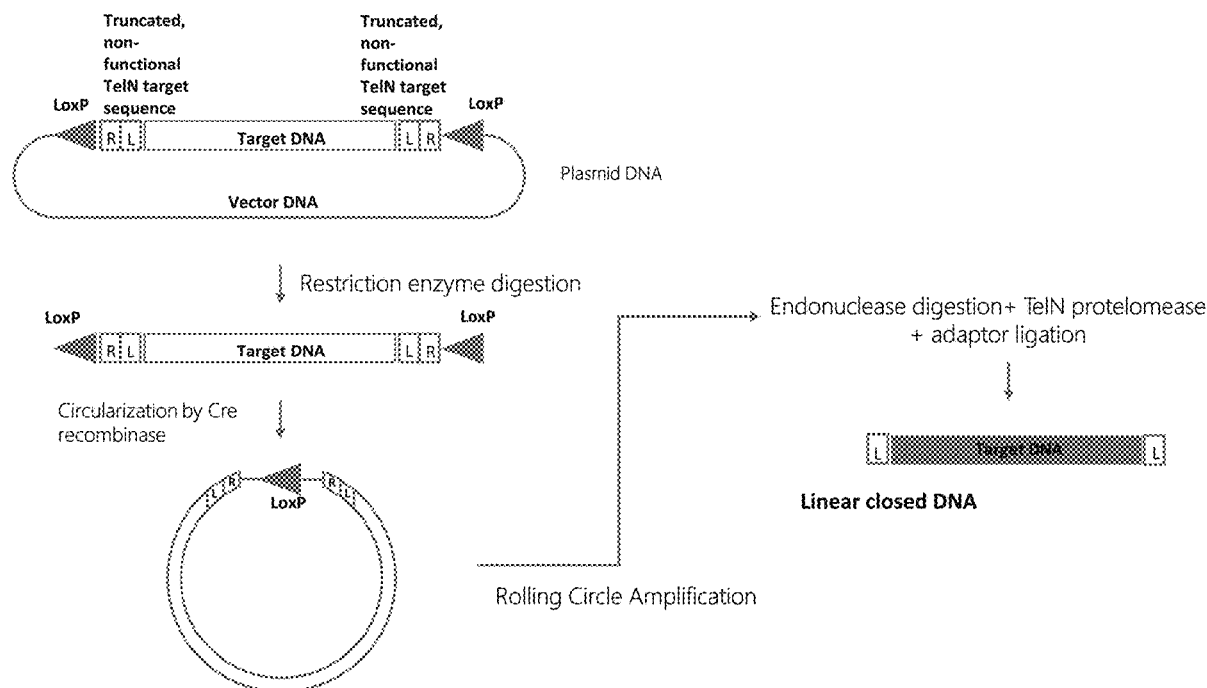 Truncated,
non-
functional
TelN target
sequence
Truncated,
non-
functional
TelN target
sequence
LoxP
LoxP
R L
Target DNA
L R
Vector DNA
Plasmid DNA
Restriction enzyme digestion
LoxP
LoxP
R L
Target DNA
L R
Circularization by Cre
recombinase
L R
LoxP
R L
Rolling Circle Amplification
Endonuclease digestion+ TelN protelomease
+ adaptor ligation
L
Target DNA
L
Linear closed DNA